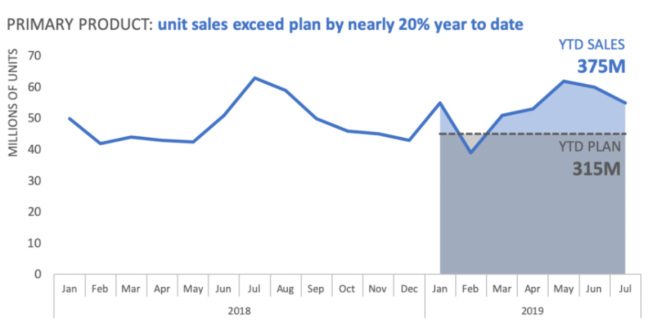 PRIMARY PRODUCT: unit sales exceed plan by nearly 20% year to date
YTD SALES
375M
MILLIONS OF UNITS
70
60
50
40
30
20
10
0
YTD PLAN
315M
Jan Feb Mar Apr May Jun Jul Aug Sep Oct Nov Dec Jan Feb Mar Apr May Jun Jul
2018 2019